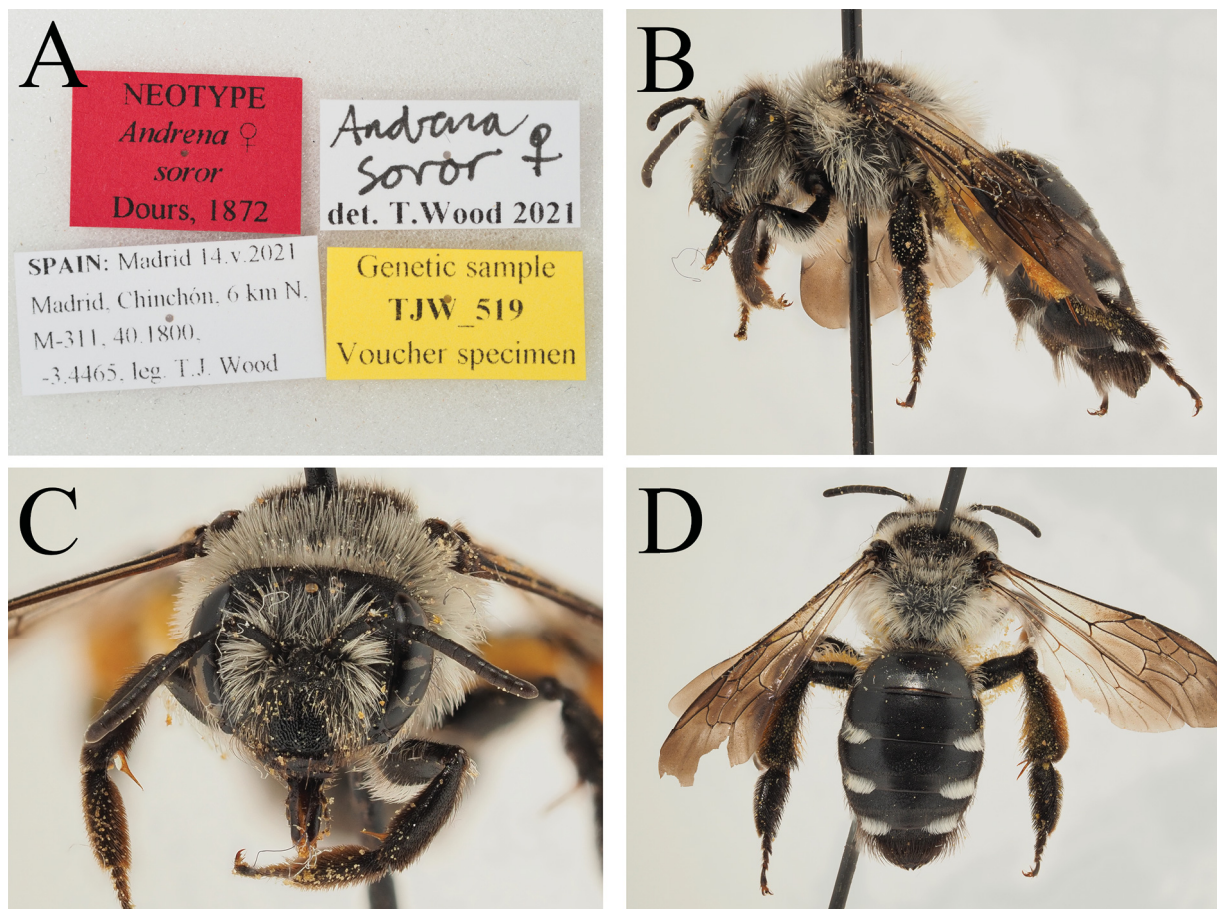 A
NEOTYPE
Andrena ♀
soror
Dours, 1872
Andrena
soror ♀
det. T.Wood 2021
SPAIN: Madrid 14.v.2021
Madrid, Chinchón, 6 km N,
M-311, 40.1800,
-3.4465, leg. T.J. Wood
Genetic sample
TJW_519
Voucher specimen
B
C
D